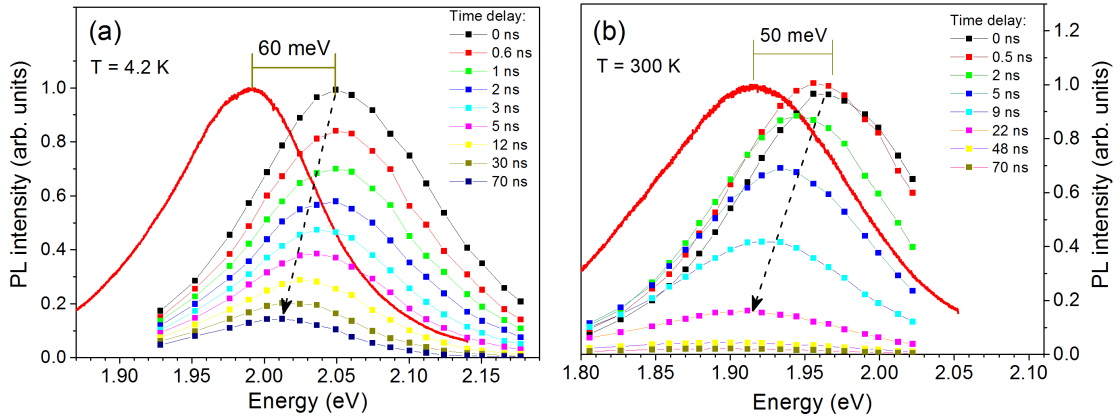 (a)
60 meV
T = 4.2 K
Time delay:
0 ns
0.6 ns
1 ns
2 ns
3 ns
5 ns
12 ns
30 ns
70 ns
PL intensity (arb. units)
1.0
0.8
0.6
0.4
0.2
0.0
1.90 1.95 2.00 2.05 2.10 2.15
Energy (eV)
(b)
50 meV
T = 300 K
Time delay:
0 ns
0.5 ns
2 ns
5 ns
9 ns
22 ns
48 ns
70 ns
1.2
1.0
0.8
0.6
0.4
0.2
0.0
PL intensity (arb. units)
1.80 1.85 1.90 1.95 2.00 2.05 2.10
Energy (eV)